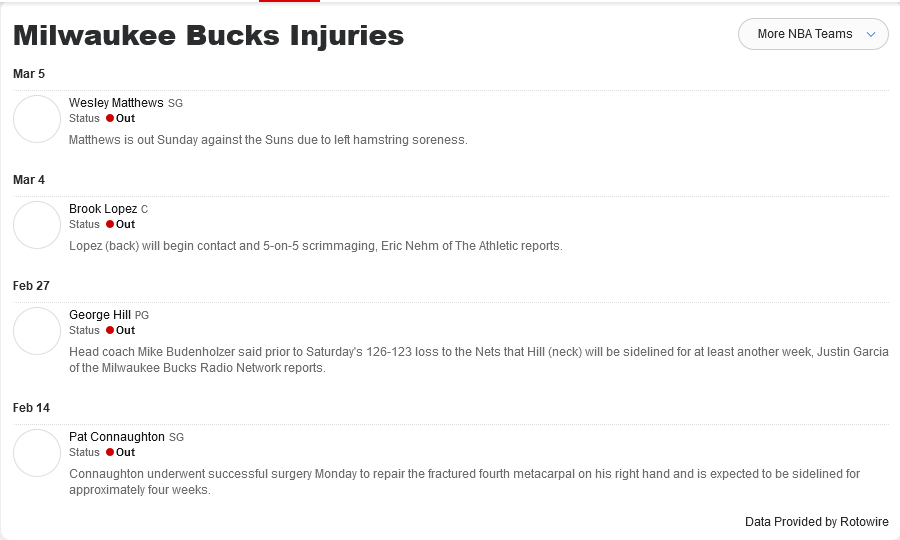 Milwaukee Bucks Injuries
More NBA Teams
Mar 5
Wesley Matthews SG
Status Out
Matthews is out Sunday against the Suns due to left hamstring soreness.
Mar 4
Brook Lopez C
Status Out
Lopez (back) will begin contact and 5-on-5 scrimmaging, Eric Nehm of The Athletic reports.
Feb 27
George Hill PG
Status Out
Head coach Mike Budenholzer said prior to Saturday's 126-123 loss to the Nets that Hill (neck) will be sidelined for at least another week, Justin Garcia
of the Milwaukee Bucks Radio Network reports.
Feb 14
Pat Connaughton SG
Status Out
Connaughton underwent successful surgery Monday to repair the fractured fourth metacarpal on his right hand and is expected to be sidelined for
approximately four weeks.
Data Provided by Rotowire